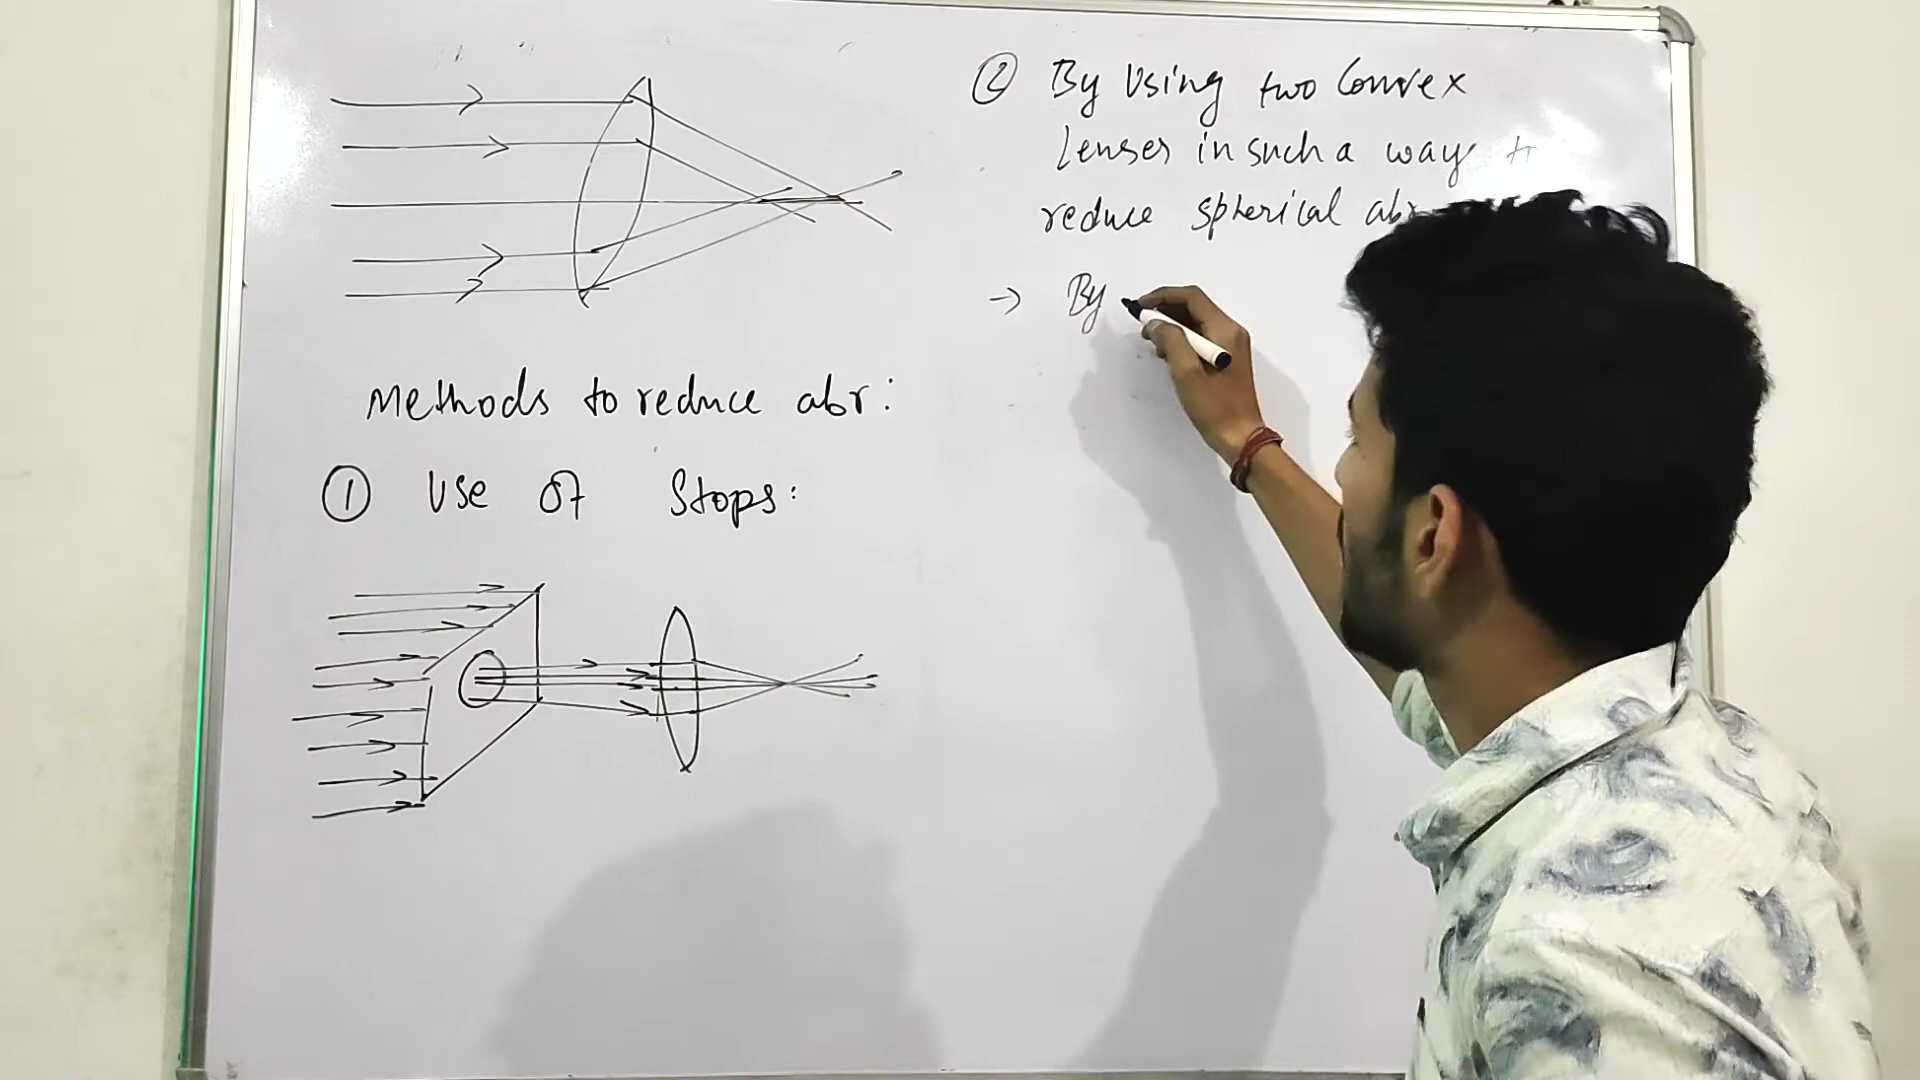 Methods to reduce abr:
① Use of Stops:
② By Using two Convex
Lenses in such a way
reduce spherical abr
→ By